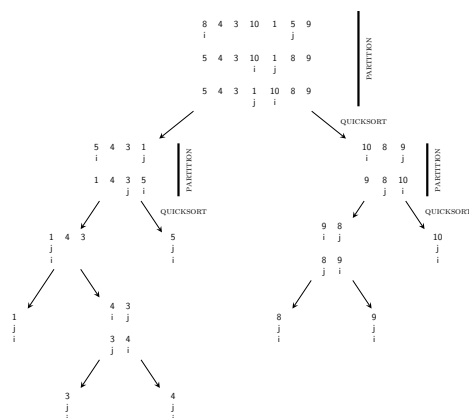 8 4 3 10 1 5 9
i j
5 4 3 10 1 8 9
i j
5 4 3 1 10 8 9
j i
PARTITION
QUICKSORT
5 4 3 1
i j
1 4 3 5
j i
PARTITION
10 8 9
i j
9 8 10
j i
PARTITION
QUICKSORT
QUICKSORT
1 4 3
j
i
5
j
i
9 8
i j
8 9
j i
10
j
i
1
j
i
4 3
i j
3 4
j i
8
j
i
9
j
i
3
j
i
4
j
i